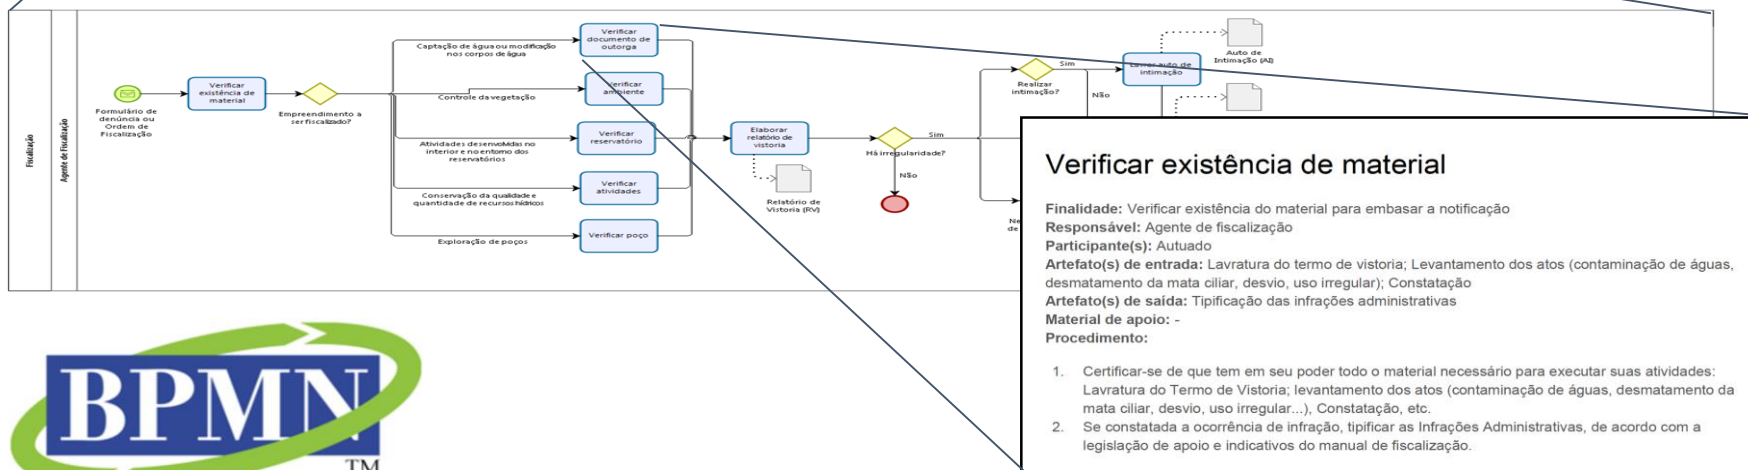 Fiscalização
Agente de Fiscalização
Formulário de
denúncia ou
Ordem de
Fiscalização
Verificar
existência de
material
Empreendimento a
ser fiscalizado?
Captação de água ou modificação
nos corpos de água
Controle da vegetação
Atividades desenvolvidas no
interior e no entorno dos
reservatórios
Conservação da qualidade e
quantidade de recursos hídricos
Exploração de poços
Verificar
documento de
outorga
Verificar
ambiente
Verificar
reservatório
Verificar
atividades
Verificar poço
Elaborar
relatório de
vistoria
Relatório de
Vistoria (RV)
Há irregularidade?
Sim
Não
Realizar
intimação?
Sim
Não
Lavrar auto de
intimação
Auto de
Intimação (AI)
Ne
de
Verificar existência de material
Finalidade: Verificar existência do material para embasar a notificação
Responsável: Agente de fiscalização
Participante(s): Autuado
Artefato(s) de entrada: Lavratura do termo de vistoria; Levantamento dos atos (contaminação de águas,
desmatamento da mata ciliar, desvio, uso irregular); Constatação
Artefato(s) de saída: Tipificação das infrações administrativas
Material de apoio: -
Procedimento:
1. Certificar-se de que tem em seu poder todo o material necessário para executar suas atividades:
Lavratura do Termo de Vistoria; levantamento dos atos (contaminação de águas, desmatamento da
mata ciliar, desvio, uso irregular...), Constatação, etc.
2. Se constatada a ocorrência de infração, tipificar as Infrações Administrativas, de acordo com a
legislação de apoio e indicativos do manual de fiscalização.
BPMN
TM